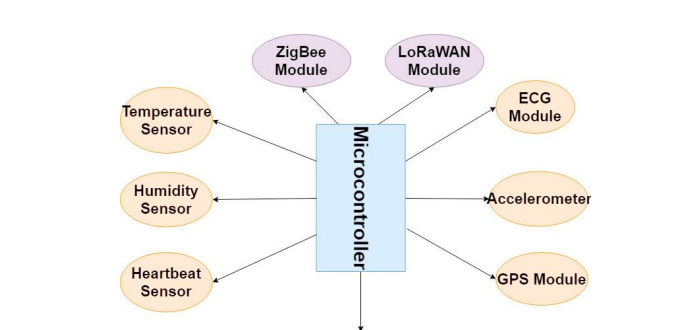 ZigBee
Module
LoRaWAN
Module
ECG
Module
Temperature
Sensor
Microcontroller
Humidity
Sensor
Accelerometer
Heartbeat
Sensor
GPS Module